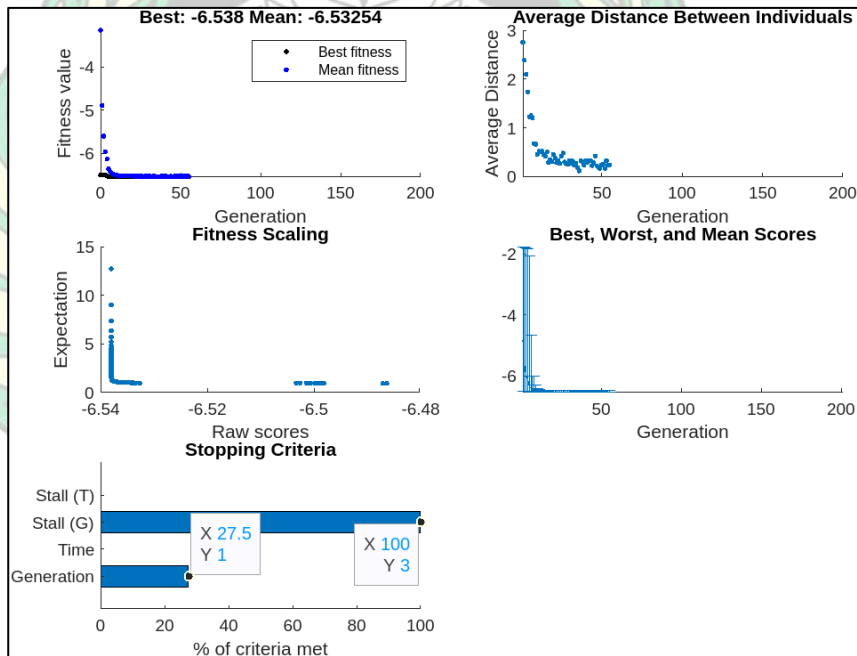 Best: -6.538 Mean: -6.53254
Fitness value
-4
-5
-6
Best fitness
Mean fitness
0 50 100 150 200
Generation
Average Distance Between Individuals
Average Distance
3
2
1
0
50 100 150 200
Generation
Fitness Scaling
Expectation
15
10
5
0
-6.54 -6.52 -6.5 -6.48
Raw scores
Best, Worst, and Mean Scores
-2
-4
-6
50 100 150 200
Generation
Stopping Criteria
Stall (T)
Stall (G)
Time
Generation
X 27.5
Y 1
X 100
Y 3
0 20 40 60 80 100
% of criteria met